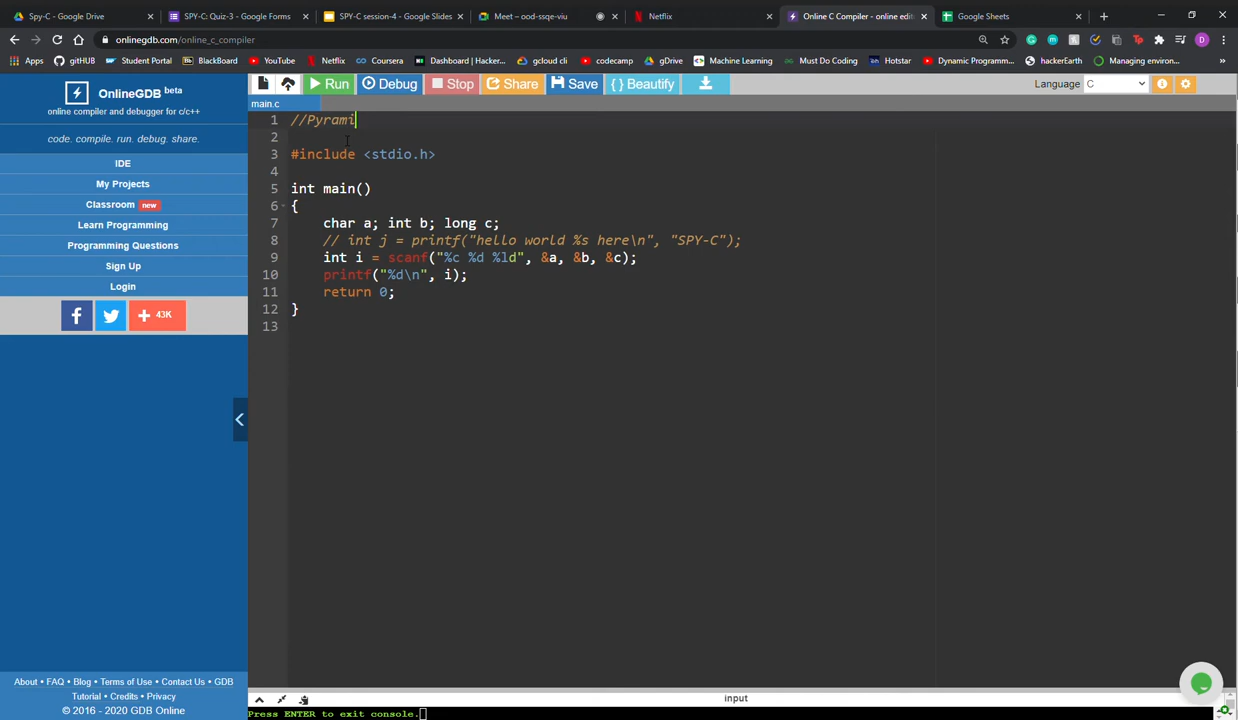 Spy-C - Google Drive
SPY-C: Quiz-3 - Google Forms
SPY-C session-4 - Google Slides
Meet – ood-ssqe-viu
Netflix
Online C Compiler - online edit
Google Sheets
onlinegdb.com/online_c_compiler
D
Apps
gitHUB
Student Portal
BlackBoard
YouTube
Netflix
Coursera
Dashboard | Hacker...
gcloud cli
codecamp
gDrive
Machine Learning
Must Do Coding
Hotstar
Dynamic Programm...
hackerEarth
Managing environ...
OnlineGDB beta
online compiler and debugger for c/c++
code. compile. run. debug. share.
IDE
My Projects
Classroom new
Learn Programming
Programming Questions
Sign Up
Login
43K
About • FAQ • Blog • Terms of Use • Contact Us • GDB
Tutorial • Credits • Privacy
© 2016 - 2020 GDB Online
Run
Debug
Stop
Share
Save
{ } Beautify
Language C
main.c
1 //Pyrami
2
3 #include <stdio.h>
4
5 int main()
6 {
7 char a; int b; long c;
8 // int j = printf("hello world %s here\n", "SPY-C");
9 int i = scanf("%c %d %ld", &a, &b, &c);
10 printf("%d\n", i);
11 return 0;
12 }
13
input
Press ENTER to exit console.